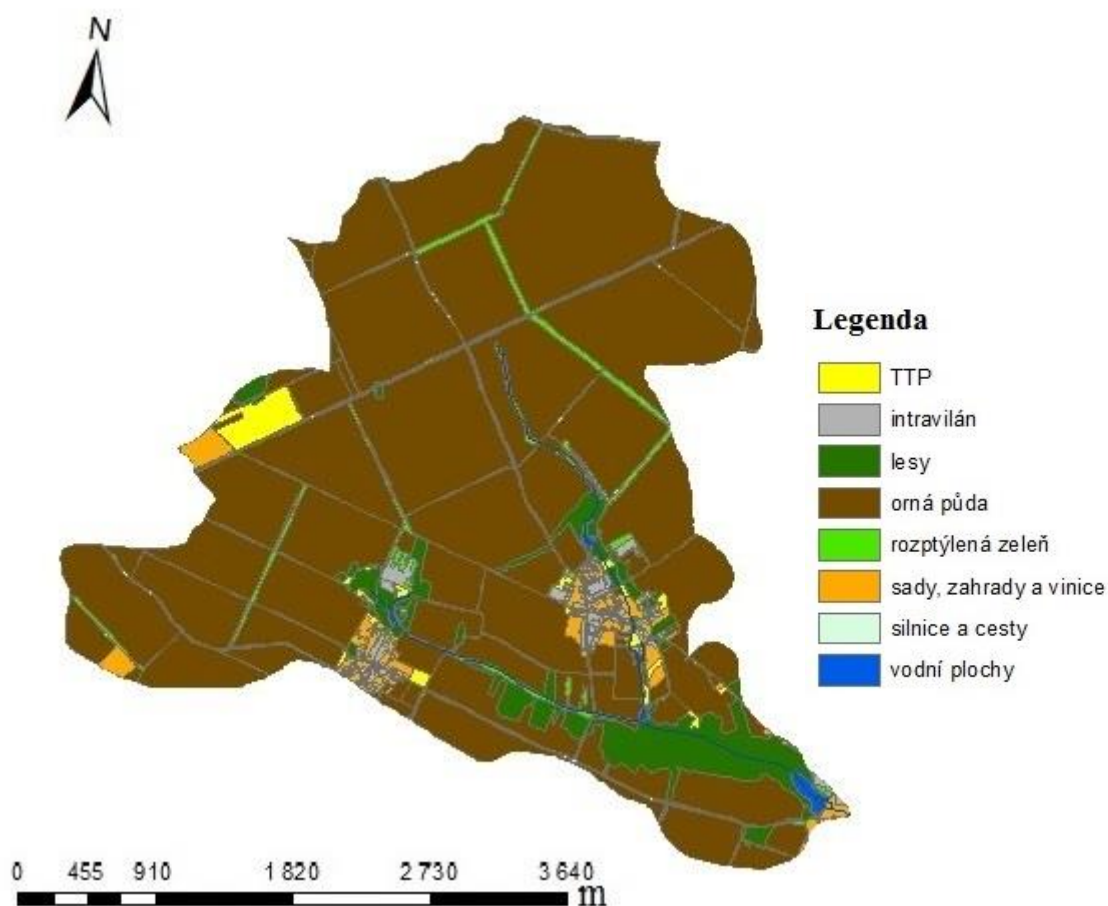 N
Legenda
TTP
intravilán
lesy
orná půda
rozptýlená zeleň
sady, zahrady a vinice
silnice a cesty
vodní plochy
0 455 910 1 820 2 730 3 640
m